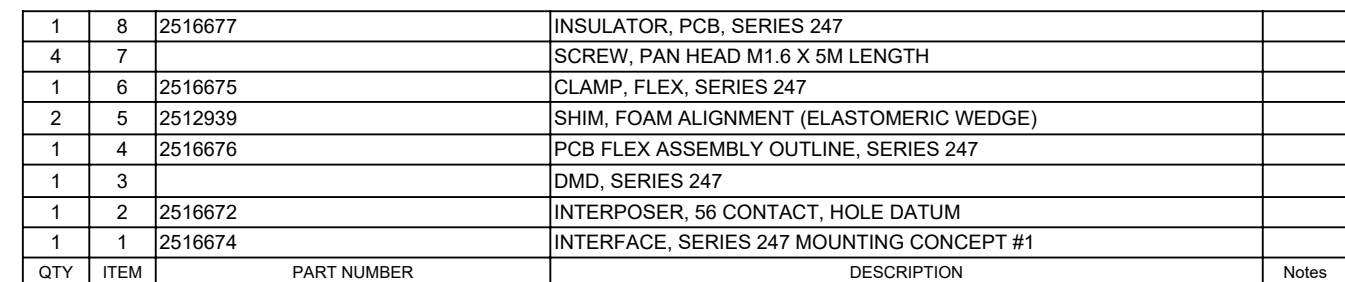 1 8 2516677 INSULATOR, PCB, SERIES 247
4 7 SCREW, PAN HEAD M1.6 X 5M LENGTH
1 6 2516675 CLAMP, FLEX, SERIES 247
2 5 2512939 SHIM, FOAM ALIGNMENT (ELASTOMERIC WEDGE)
1 4 2516676 PCB FLEX ASSEMBLY OUTLINE, SERIES 247
1 3 DMD, SERIES 247
1 2 2516672 INTERPOSER, 56 CONTACT, HOLE DATUM
1 1 2516674 INTERFACE, SERIES 247 MOUNTING CONCEPT #1
QTY ITEM PART NUMBER DESCRIPTION Notes